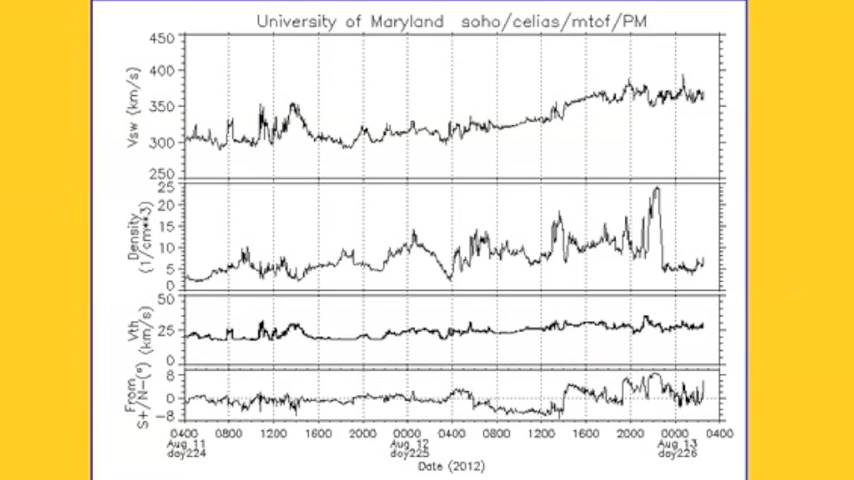 University of Maryland soho/celias/mtof/PM
450
400
350
300
250
Vsw (km/s)
25
20
15
10
5
0
Density
(1/cm**3)
50
25
0
Vth (km/s)
8
0
-8
From
S+/N-(°)
0400 0800 1200 1600 2000 0000 0400 0800 1200 1600 2000 0000 0400
Aug 11 Aug 12 Aug 13
day224 day225 day226
Date (2012)